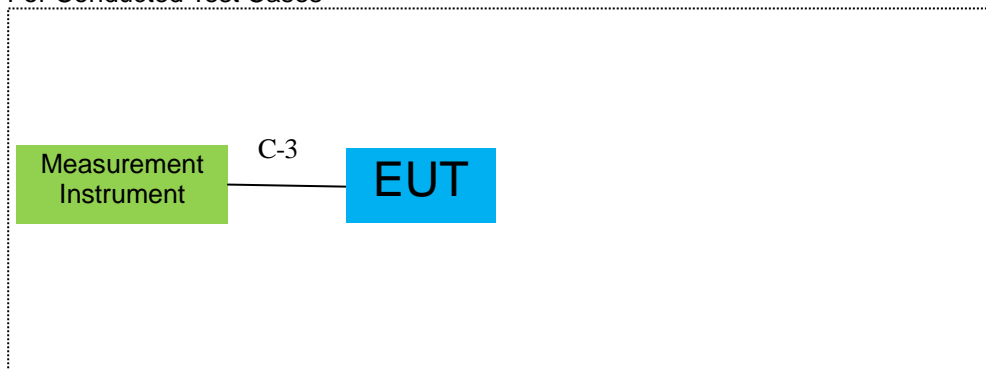 For Conducted Test Cases
C-3
Measurement
Instrument
EUT